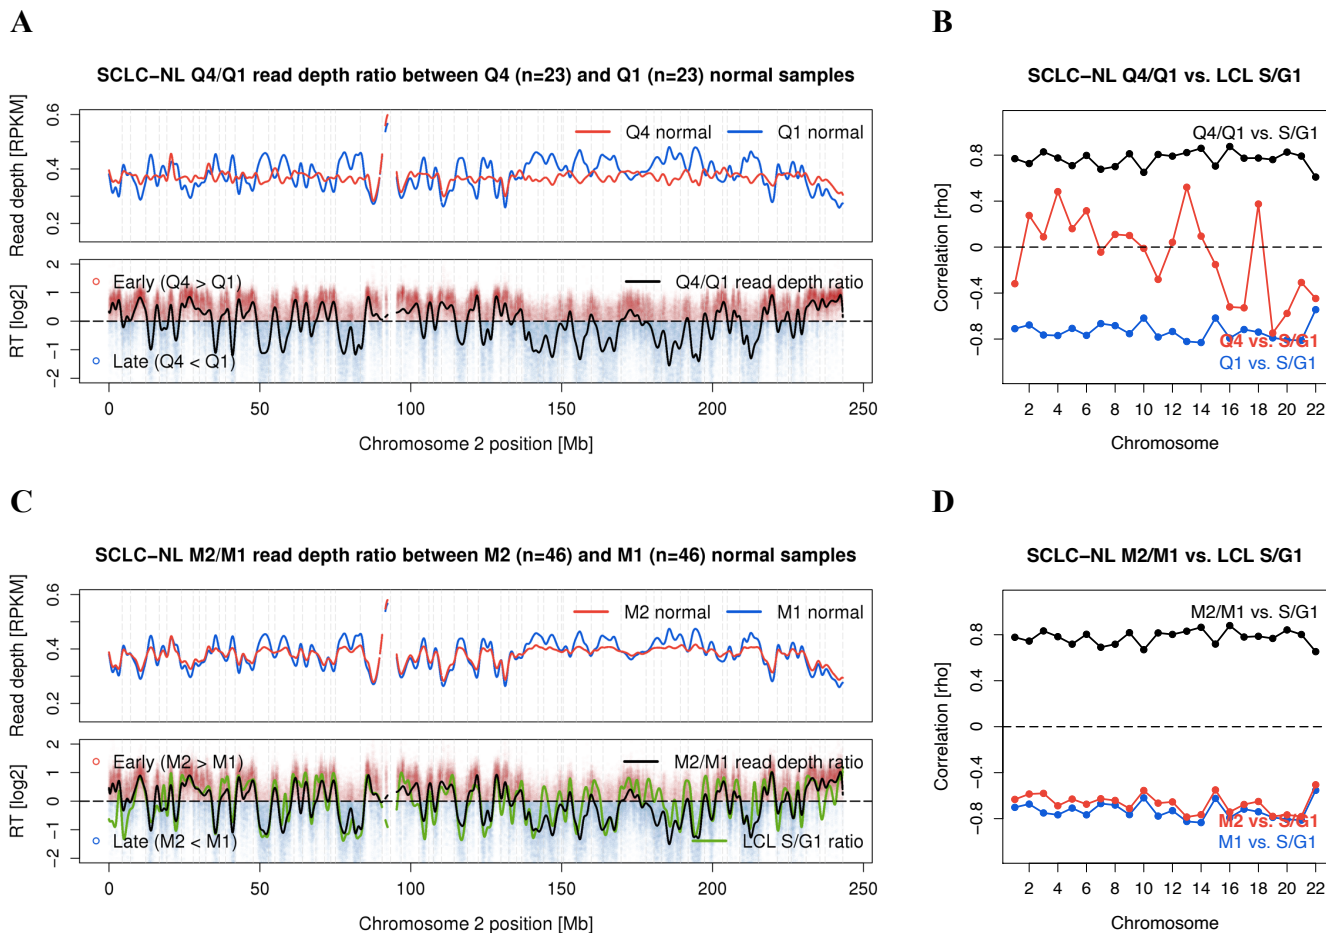 A
B
SCLC−NL Q4/Q1 read depth ratio between Q4 (n=23) and Q1 (n=23) normal samples
SCLC−NL Q4/Q1 vs. LCL S/G1
Read depth [RPKM]
0.6
0.4
0.2
Q4 normal
Q1 normal
RT [log2]
2
1
0
−1
−2
Early (Q4 > Q1)
Late (Q4 < Q1)
Q4/Q1 read depth ratio
0
50
100
150
200
250
Chromosome 2 position [Mb]
Correlation [rho]
0.8
0.4
0
−0.4
−0.8
Q4/Q1 vs. S/G1
Q4 vs. S/G1
Q1 vs. S/G1
2
4
6
8
10
12
14
16
18
20
22
Chromosome
C
D
SCLC−NL M2/M1 read depth ratio between M2 (n=46) and M1 (n=46) normal samples
SCLC−NL M2/M1 vs. LCL S/G1
Read depth [RPKM]
0.6
0.4
0.2
M2 normal
M1 normal
RT [log2]
2
1
0
−1
−2
Early (M2 > M1)
Late (M2 < M1)
M2/M1 read depth ratio
LCL S/G1 ratio
0
50
100
150
200
250
Chromosome 2 position [Mb]
Correlation [rho]
0.8
0.4
0
−0.4
−0.8
M2/M1 vs. S/G1
M2 vs. S/G1
M1 vs. S/G1
2
4
6
8
10
12
14
16
18
20
22
Chromosome